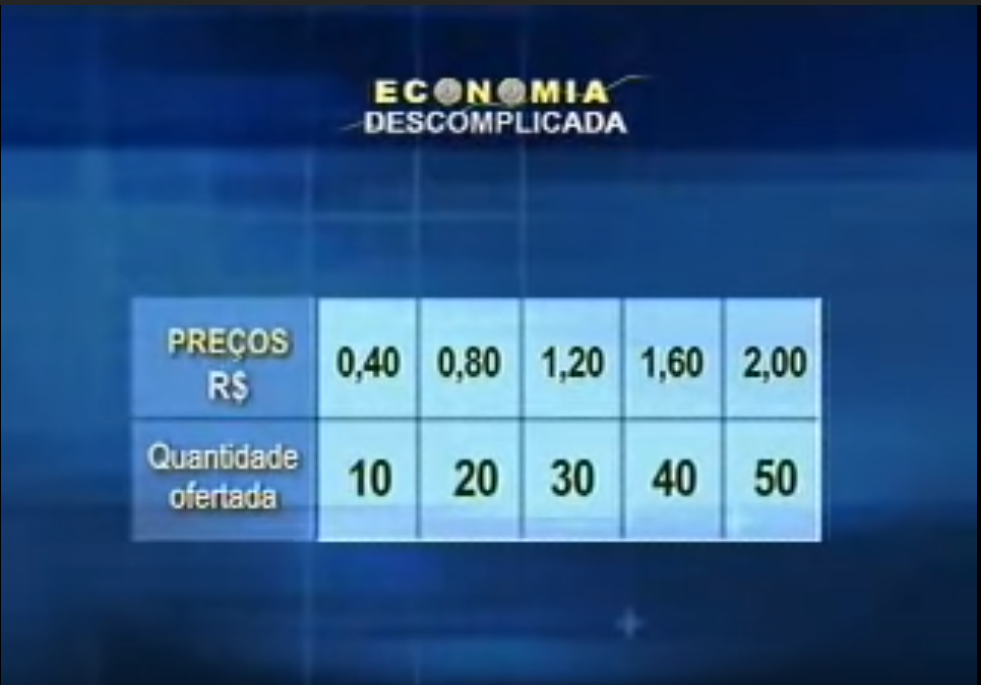 ECONOMIA
DESCOMPLICADA
PREÇOS
R$
0,40 0,80 1,20 1,60 2,00
Quantidade
ofertada
10 20 30 40 50